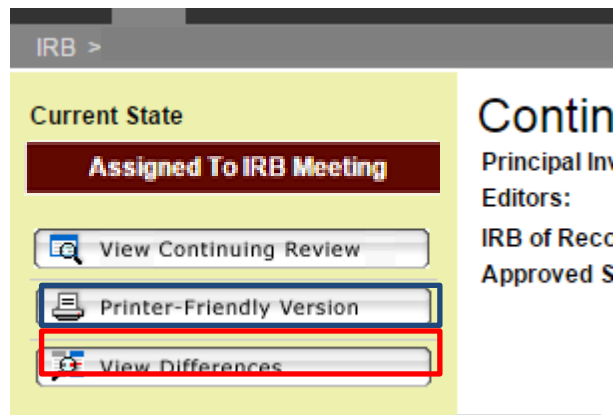 IRB >
Current State
Assigned To IRB Meeting
View Continuing Review
Printer-Friendly Version
View Differences
Contin
Principal Inv
Editors:
IRB of Reco
Approved S